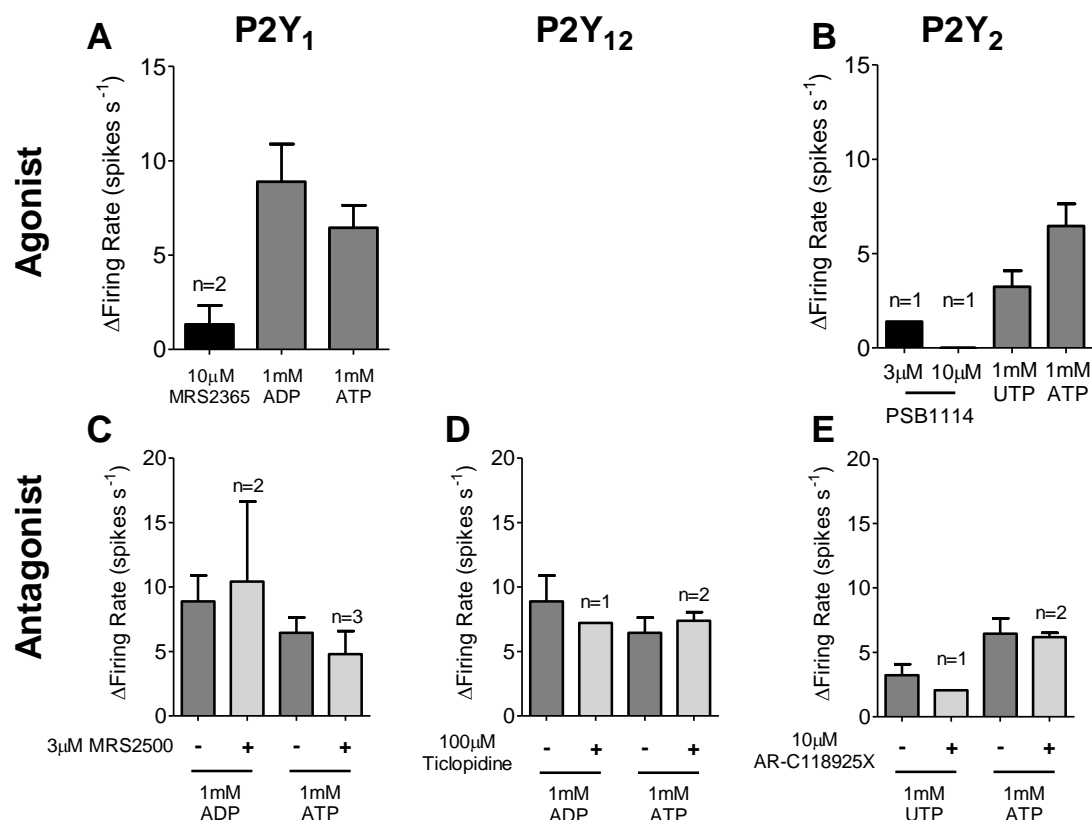 P2Y1
P2Y12
P2Y2
Agonist
A
ΔFiring Rate (spikes s-1)
15
10
5
0
n=2
10μM
MRS2365
1mM
ADP
1mM
ATP
B
ΔFiring Rate (spikes s-1)
15
10
5
0
n=1
n=1
3μM
10μM
PSB1114
1mM
UTP
1mM
ATP
Antagonist
C
ΔFiring Rate (spikes s-1)
20
15
10
5
0
n=2
n=3
3μM MRS2500
- + - +
1mM
ADP
1mM
ATP
D
ΔFiring Rate (spikes s-1)
20
15
10
5
0
n=1
n=2
100μM
Ticlopidine
- + - +
1mM
ADP
1mM
ATP
E
ΔFiring Rate (spikes s-1)
20
15
10
5
0
n=1
n=2
10μM
AR-C118925X
- + - +
1mM
UTP
1mM
ATP